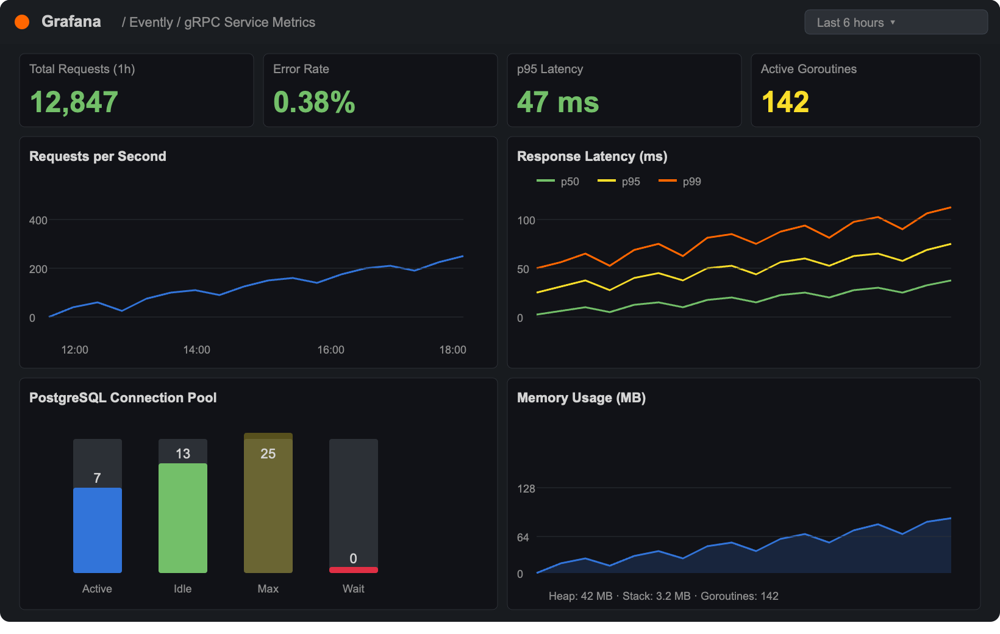 Grafana / Evently / gRPC Service Metrics Last 6 hours ▾
Total Requests (1h)
12,847
Error Rate
0.38%
p95 Latency
47 ms
Active Goroutines
142
Requests per Second
400
200
0
12:00 14:00 16:00 18:00
Response Latency (ms)
p50 p95 p99
100
50
0
PostgreSQL Connection Pool
7 13 25 0
Active Idle Max Wait
Memory Usage (MB)
128
64
0
Heap: 42 MB · Stack: 3.2 MB · Goroutines: 142